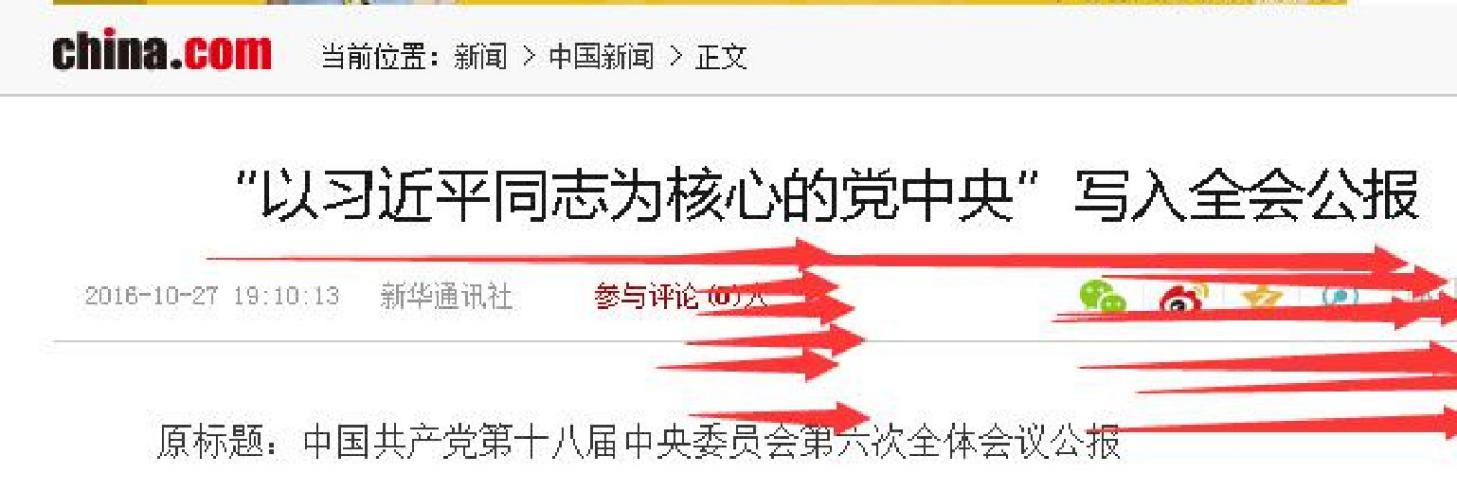 china.com 当前位置：新闻 > 中国新闻 > 正文
“以习近平同志为核心的党中央”写入全会公报
2016-10-27 19:10:13 新华通讯社 参与评论(0)人
原标题：中国共产党第十八届中央委员会第六次全体会议公报